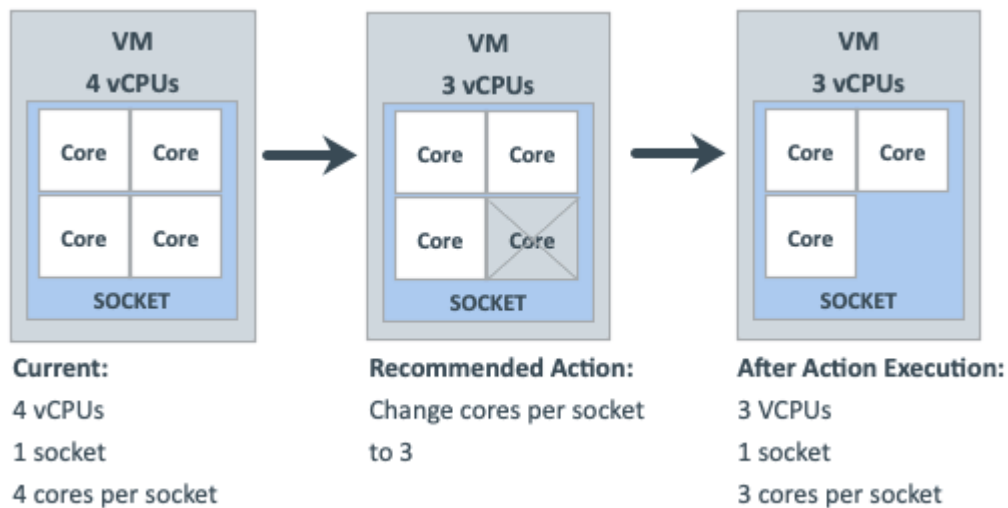 VM
4 vCPUs
Core Core
Core Core
SOCKET
Current:
4 vCPUs
1 socket
4 cores per socket
VM
3 vCPUs
Core Core
Core Core
SOCKET
Recommended Action:
Change cores per socket
to 3
VM
3 vCPUs
Core Core
Core
SOCKET
After Action Execution:
3 VCPUs
1 socket
3 cores per socket